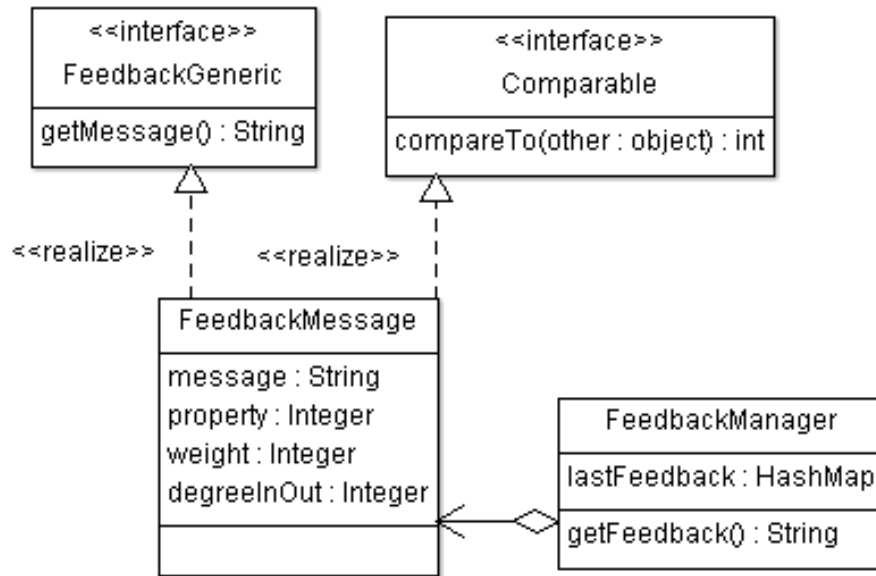 <<interface>>
FeedbackGeneric
getMessage() : String
<<interface>>
Comparable
compareTo(other : object) : int
<<realize>>
<<realize>>
FeedbackMessage
message : String
property : Integer
weight : Integer
degreeInOut : Integer
FeedbackManager
lastFeedback : HashMap
getFeedback() : String